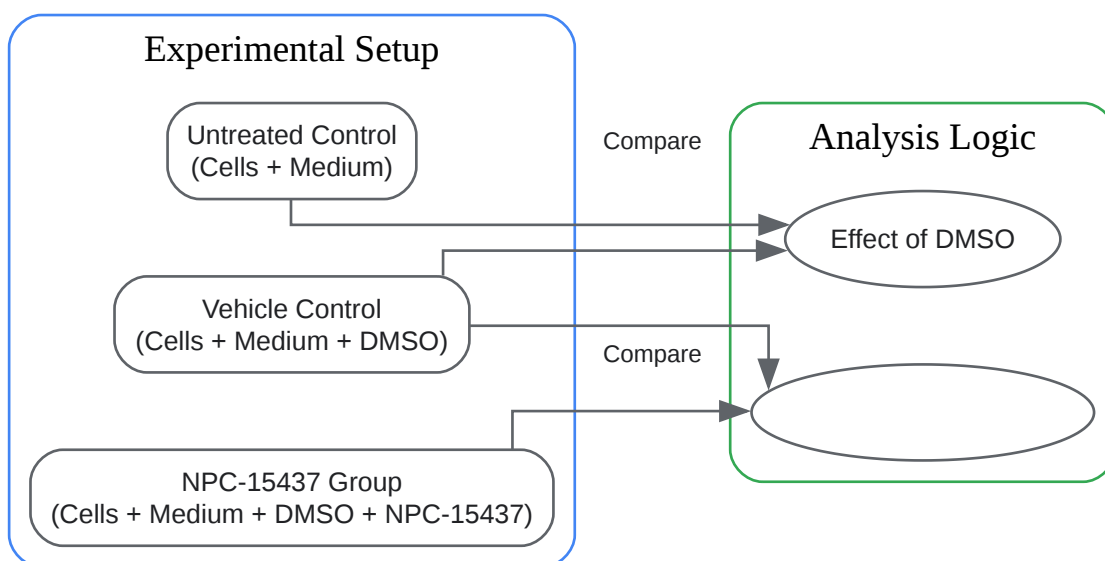 Experimental Setup
Untreated Control
(Cells + Medium)
Compare
Analysis Logic
Effect of DMSO
Vehicle Control
(Cells + Medium + DMSO)
Compare
NPC-15437 Group
(Cells + Medium + DMSO + NPC-15437)